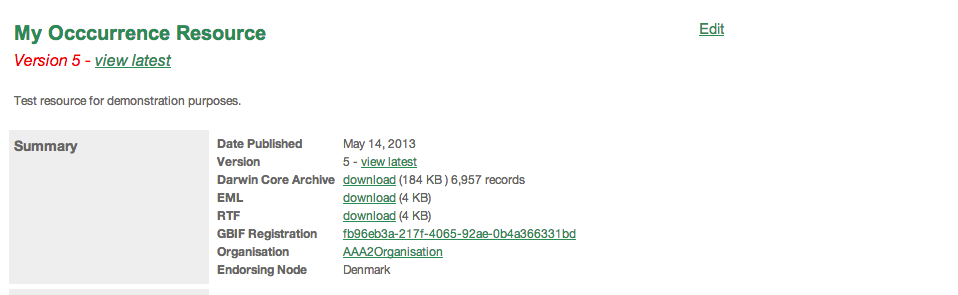 My Occcurrence Resource
Edit
Version 5 - view latest
Test resource for demonstration purposes.
Summary
Date Published May 14, 2013
Version 5 - view latest
Darwin Core Archive download (184 KB ) 6,957 records
EML download (4 KB)
RTF download (4 KB)
GBIF Registration fb96eb3a-217f-4065-92ae-0b4a366331bd
Organisation AAA2Organisation
Endorsing Node Denmark